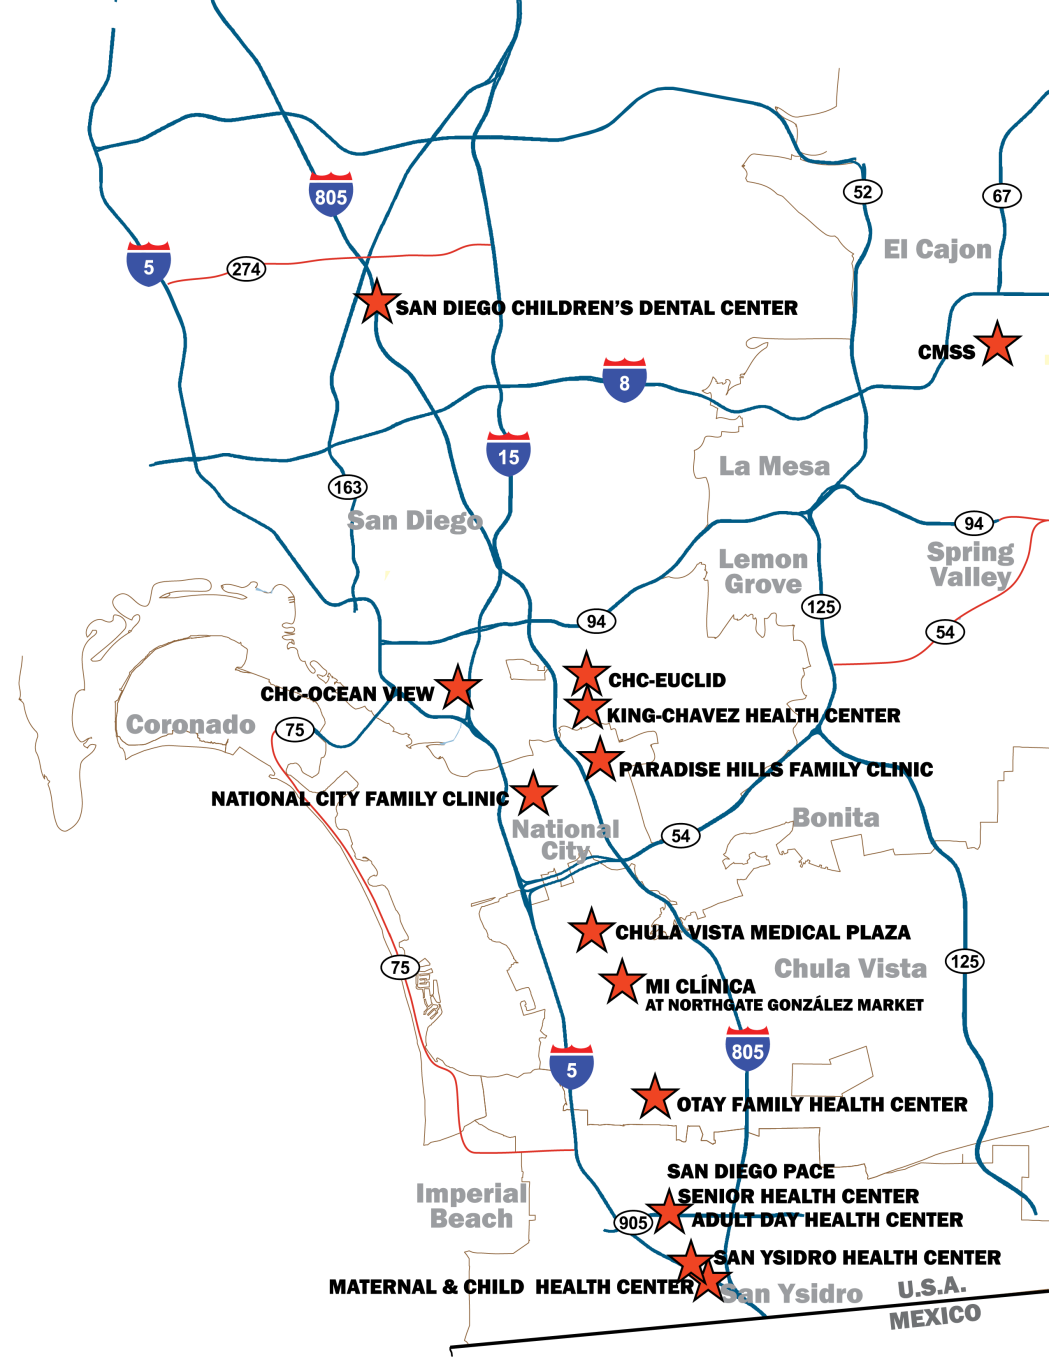 805
52
67
El Cajon
5
274
SAN DIEGO CHILDREN'S DENTAL CENTER
CMSS
8
15
La Mesa
163
San Diego
94
Spring
Valley
Lemon
Grove
125
94
54
CHC-EUCLID
CHC-OCEAN VIEW
KING-CHAVEZ HEALTH CENTER
Coronado
75
PARADISE HILLS FAMILY CLINIC
NATIONAL CITY FAMILY CLINIC
Bonita
National
City
54
CHULA VISTA MEDICAL PLAZA
Chula Vista
125
75
MI CLÍNICA
AT NORTHGATE GONZÁLEZ MARKET
805
5
OTAY FAMILY HEALTH CENTER
SAN DIEGO PACE
SENIOR HEALTH CENTER
ADULT DAY HEALTH CENTER
Imperial
Beach
905
SAN YSIDRO HEALTH CENTER
MATERNAL & CHILD HEALTH CENTER
San Ysidro
U.S.A.
MEXICO